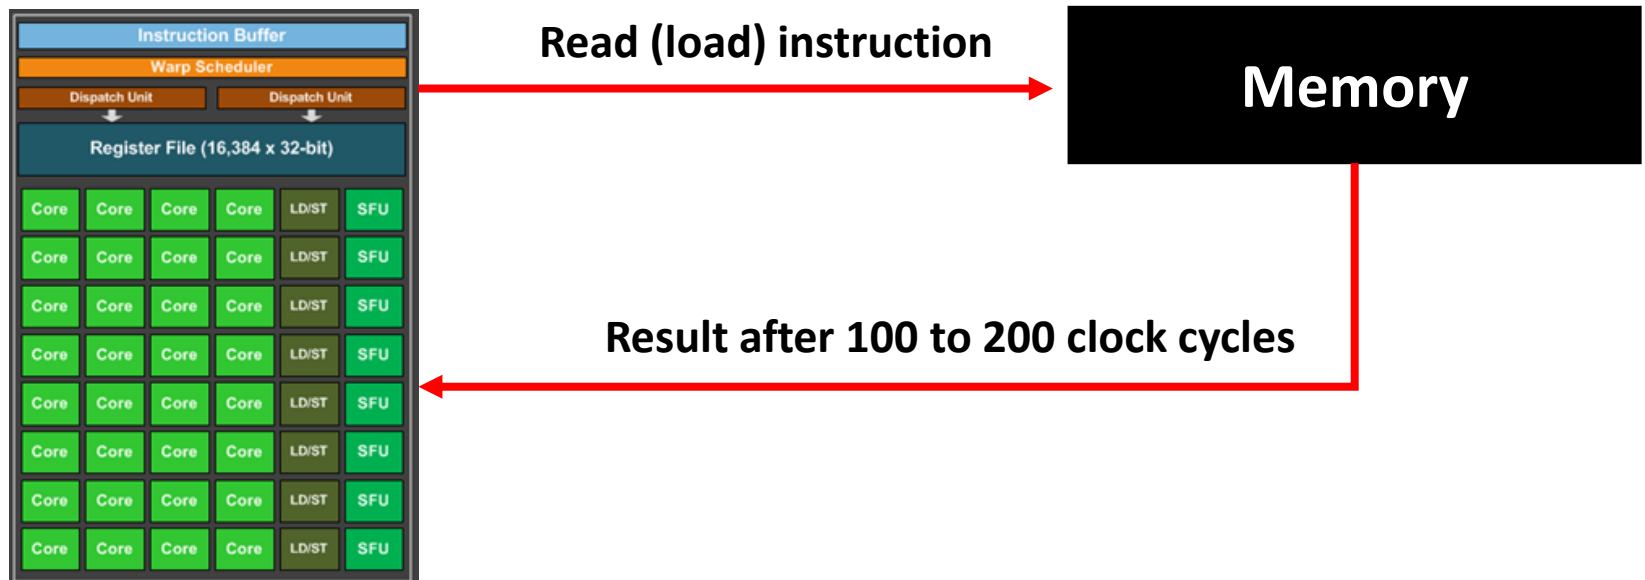 Instruction Buffer
Warp Scheduler
Dispatch Unit Dispatch Unit
Register File (16,384 x 32-bit)
Core Core Core Core LD/ST SFU
Core Core Core Core LD/ST SFU
Core Core Core Core LD/ST SFU
Core Core Core Core LD/ST SFU
Core Core Core Core LD/ST SFU
Core Core Core Core LD/ST SFU
Core Core Core Core LD/ST SFU
Core Core Core Core LD/ST SFU
Read (load) instruction
Memory
Result after 100 to 200 clock cycles